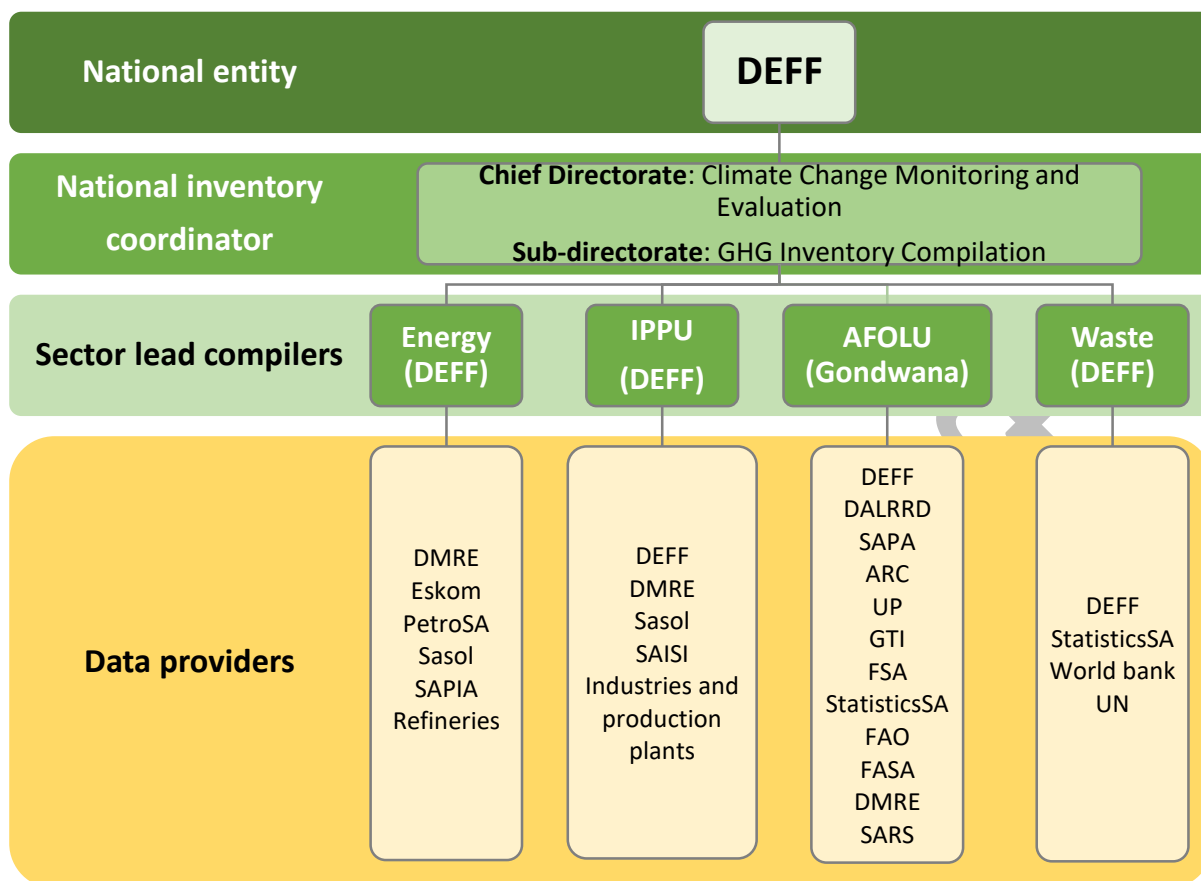 National entity
DEFF
National inventory
coordinator
Chief Directorate: Climate Change Monitoring and
Evaluation
Sub-directorate: GHG Inventory Compilation
Sector lead compilers
Energy
(DEFF)
IPPU
(DEFF)
AFOLU
(Gondwana)
Waste
(DEFF)
Data providers
DMRE
Eskom
PetroSA
Sasol
SAPIA
Refineries
DEFF
DMRE
Sasol
SAISI
Industries and
production
plants
DEFF
DALRRD
SAPA
ARC
UP
GTI
FSA
StatisticsSA
FAO
FASA
DMRE
SARS
DEFF
StatisticsSA
World bank
UN